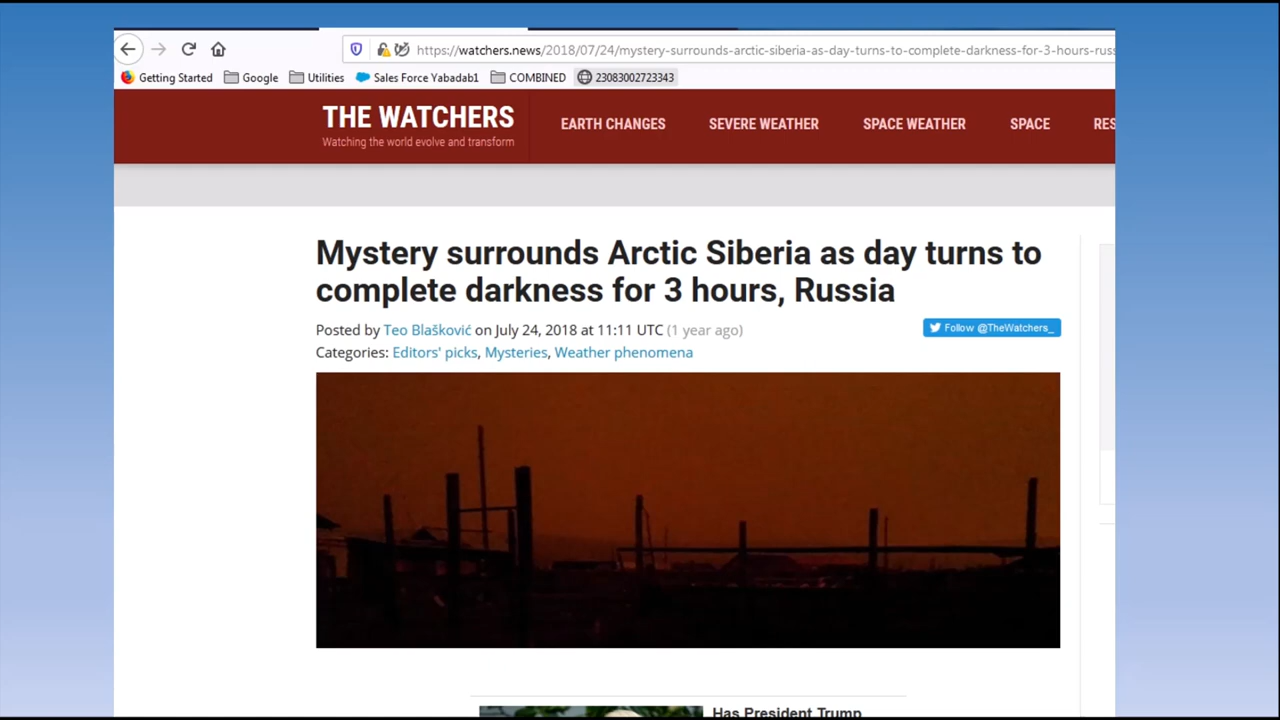 https://watchers.news/2018/07/24/mystery-surrounds-arctic-siberia-as-day-turns-to-complete-darkness-for-3-hours-russ
Getting Started Google Utilities Sales Force Yabadab1 COMBINED 23083002723343
THE WATCHERS
Watching the world evolve and transform
EARTH CHANGES SEVERE WEATHER SPACE WEATHER SPACE RES
Mystery surrounds Arctic Siberia as day turns to
complete darkness for 3 hours, Russia
Posted by Teo Blašković on July 24, 2018 at 11:11 UTC (1 year ago)
Follow @TheWatchers_
Categories: Editors' picks, Mysteries, Weather phenomena
Has President Trump